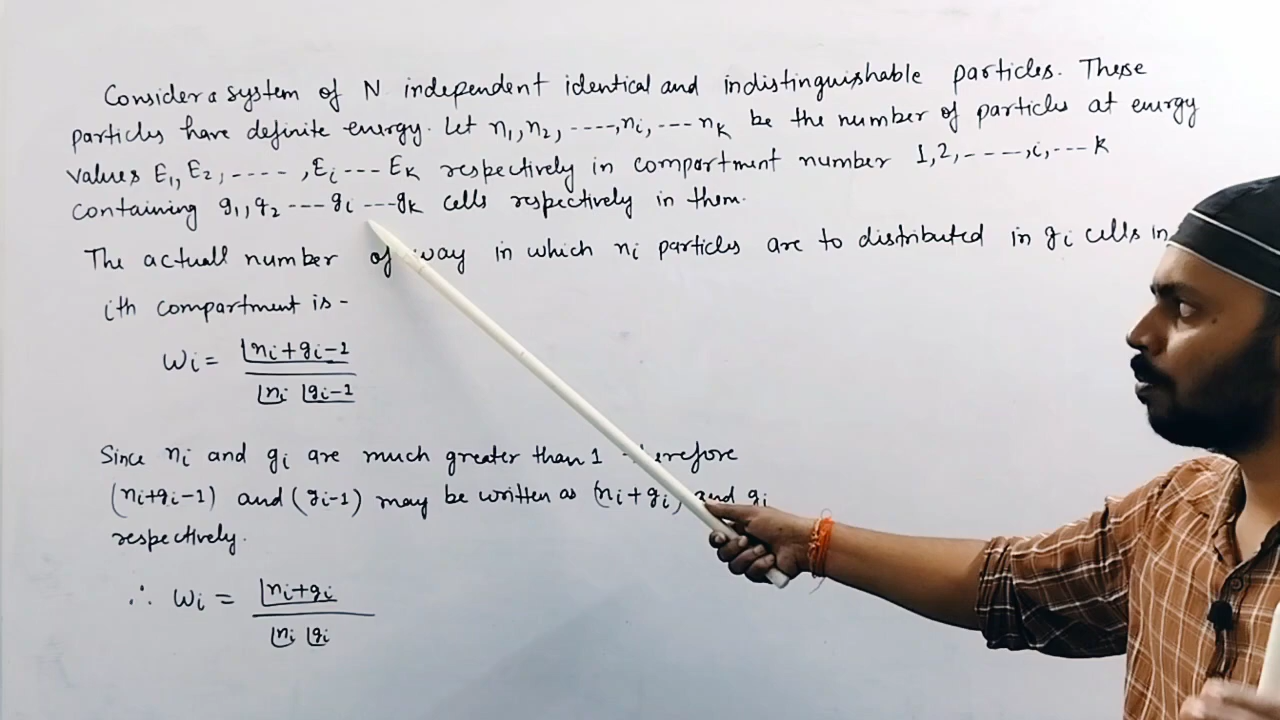 Consider a system of N independent identical and indistinguishable particles. These
particles have definite energy. Let n₁, n₂, -----, nᵢ, --- nₖ be the number of particles at energy
values E₁, E₂, ---- , Eᵢ --- Eₖ respectively in compartment number 1, 2, - - - -, i, --- k
containing g₁, g₂ --- gᵢ --- gₖ cells respectively in them.
The actuall number of way in which nᵢ particles are to distributed in gᵢ cells in
ith compartment is -
ωᵢ = |nᵢ+gᵢ-1 / |nᵢ |gᵢ-1
Since nᵢ and gᵢ are much greater than 1
(nᵢ+gᵢ-1) and (gᵢ-1) may be written as (nᵢ+gᵢ) and gᵢ
respectively.
∴ ωᵢ = |nᵢ+gᵢ / |nᵢ |gᵢ